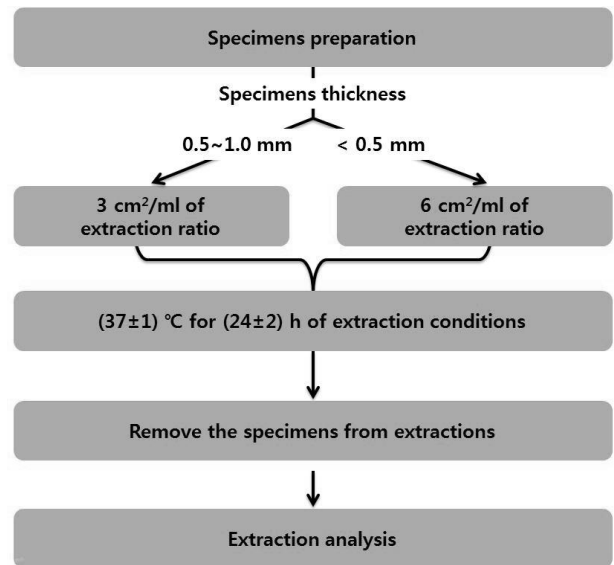 Specimens preparation
Specimens thickness
0.5~1.0 mm
< 0.5 mm
3 cm²/ml of
extraction ratio
6 cm²/ml of
extraction ratio
(37±1) ℃ for (24±2) h of extraction conditions
Remove the specimens from extractions
Extraction analysis